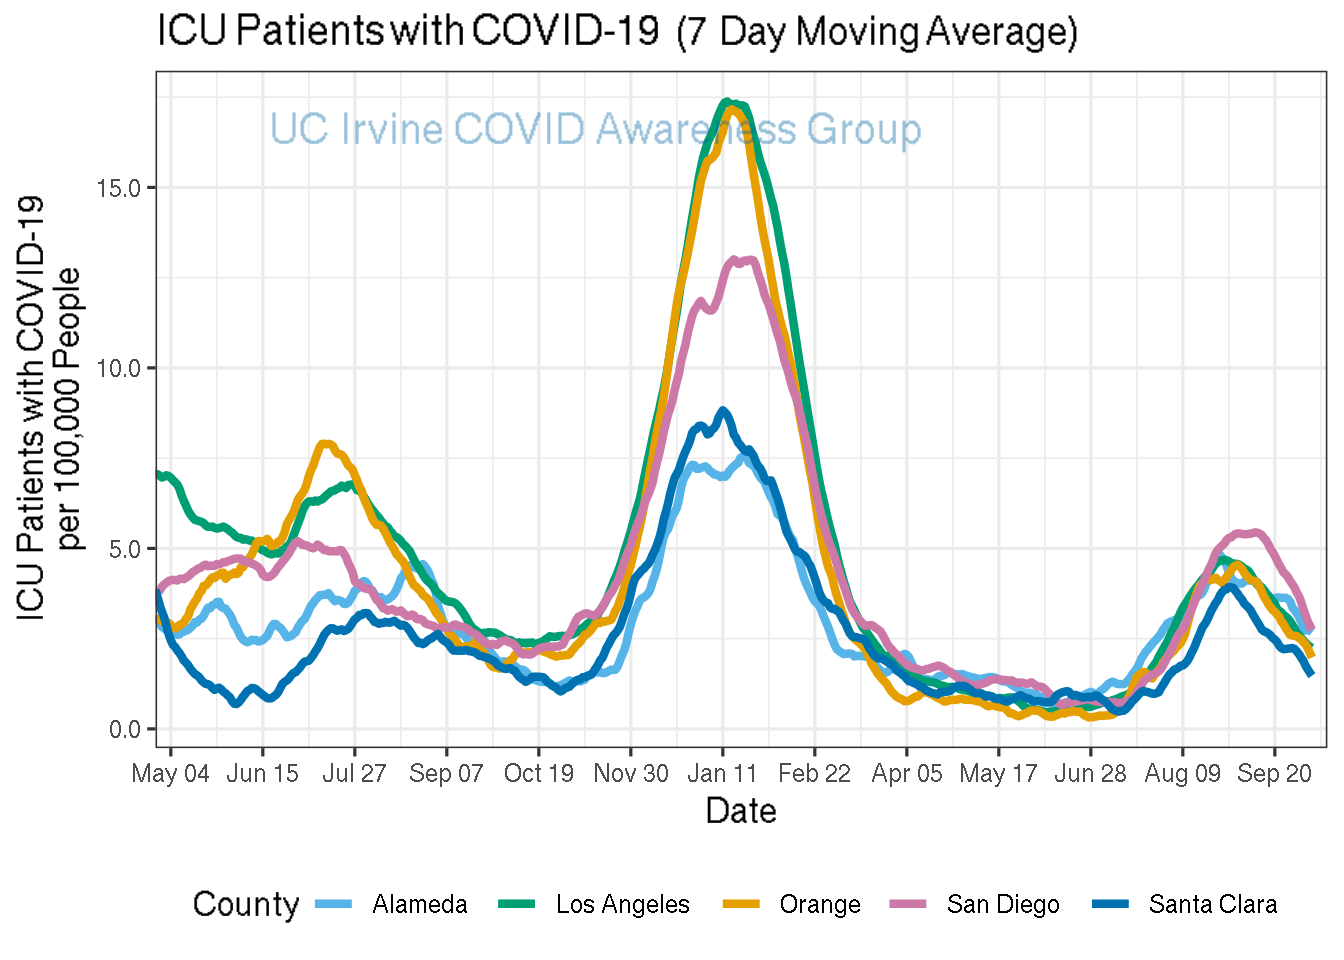 ICU Patients with COVID-19 (7 Day Moving Average)
UC Irvine COVID Awareness Group
ICU Patients with COVID-19
per 100,000 People
15.0
10.0
5.0
0.0
May 04 Jun 15 Jul 27 Sep 07 Oct 19 Nov 30 Jan 11 Feb 22 Apr 05 May 17 Jun 28 Aug 09 Sep 20
Date
County Alameda Los Angeles Orange San Diego Santa Clara